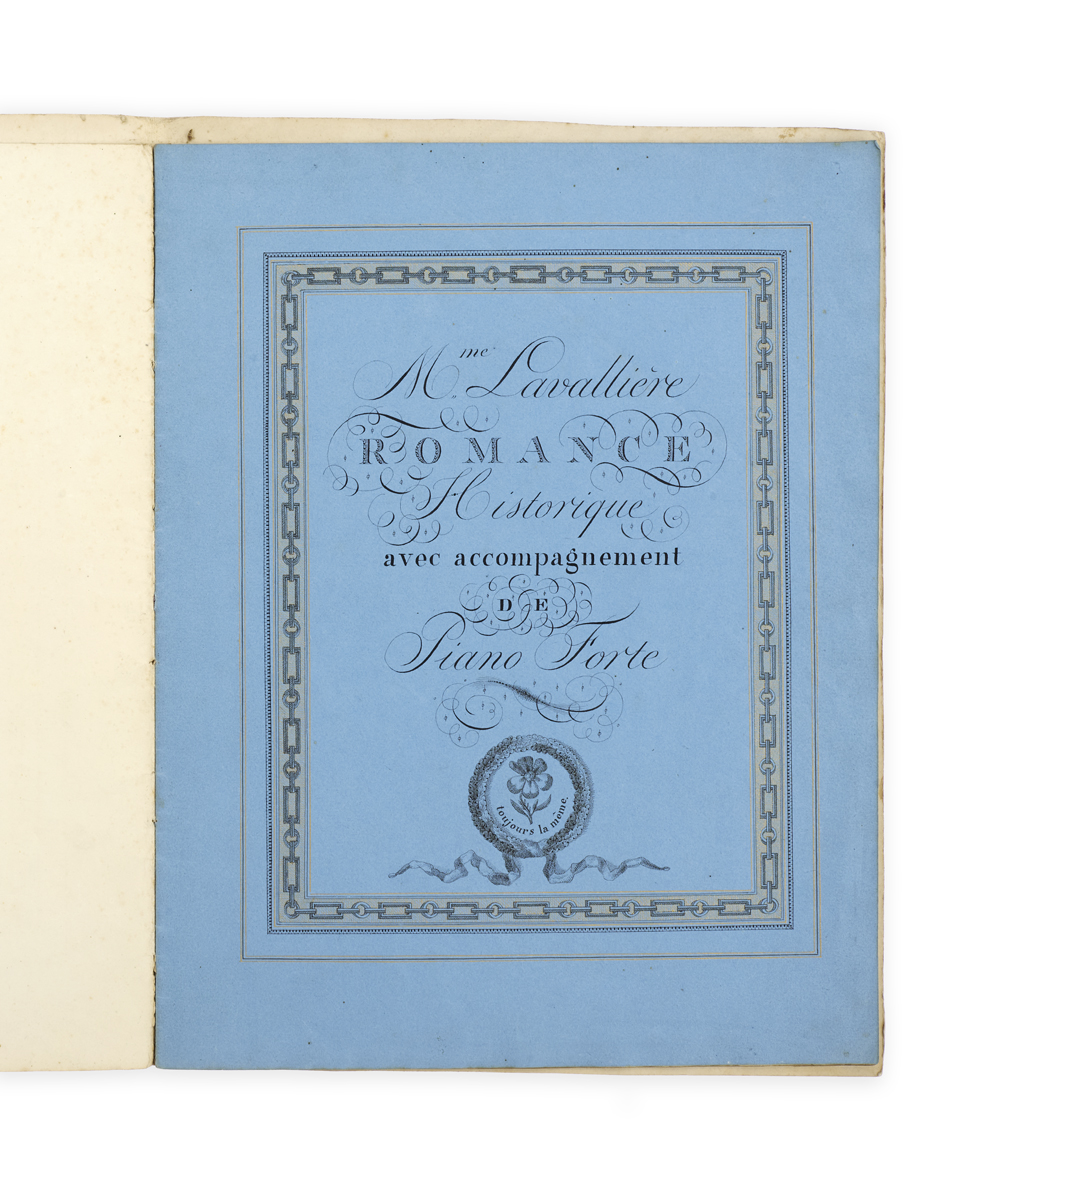 Mme Lavallière
ROMANCE
Historique
avec accompagnement
DE
Piano Forte
toujours la même.